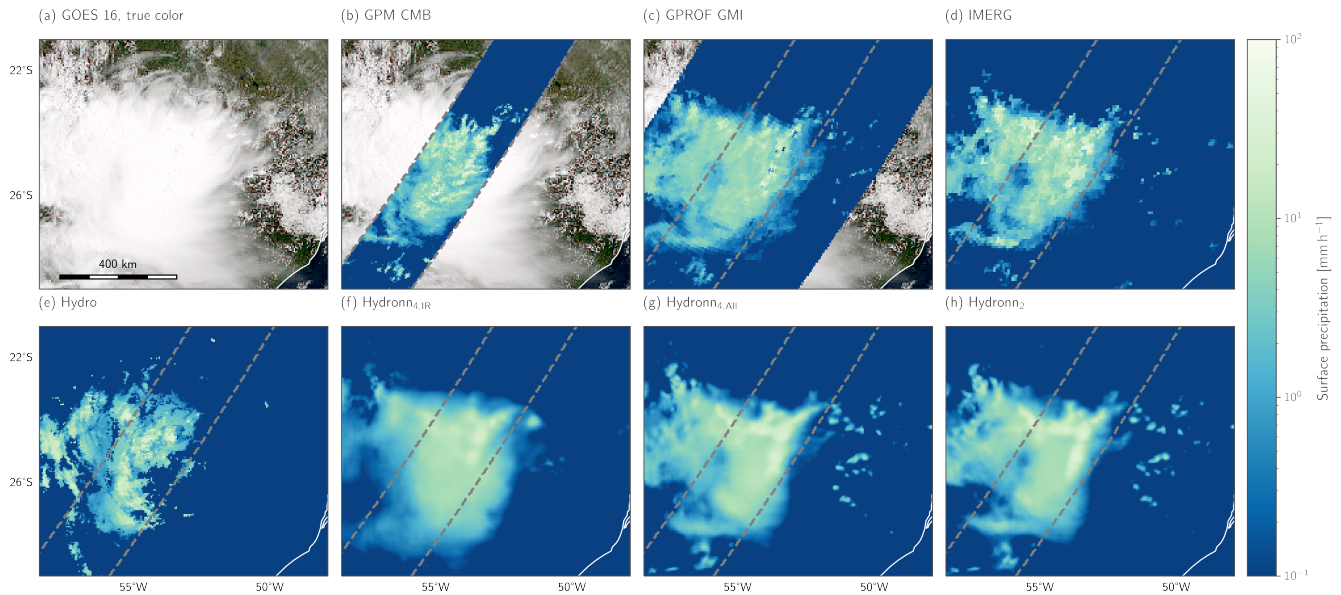 (a) GOES 16, true color
(b) GPM CMB
(c) GPROF GMI
(d) IMERG
22°S
26°S
400 km
10²
10¹
10⁰
10⁻¹
Surface precipitation [mm h⁻¹]
(e) Hydro
(f) Hydronn₄,IR
(g) Hydronn₄,All
(h) Hydronn₂
22°S
26°S
55°W
50°W
55°W
50°W
55°W
50°W
55°W
50°W